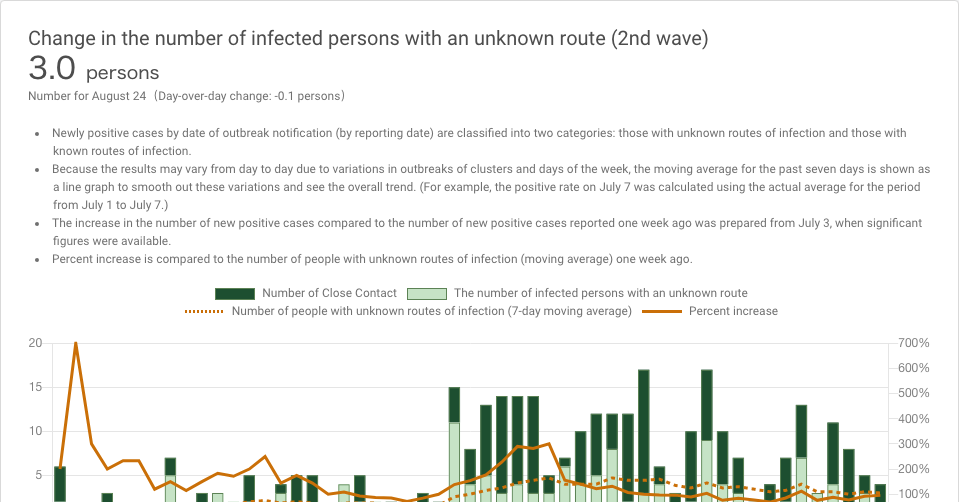 Change in the number of infected persons with an unknown route (2nd wave)
3.0 persons
Number for August 24 (Day-over-day change: -0.1 persons)
• Newly positive cases by date of outbreak notification (by reporting date) are classified into two categories: those with unknown routes of infection and those with
known routes of infection.
• Because the results may vary from day to day due to variations in outbreaks of clusters and days of the week, the moving average for the past seven days is shown as
a line graph to smooth out these variations and see the overall trend. (For example, the positive rate on July 7 was calculated using the actual average for the period
from July 1 to July 7.)
• The increase in the number of new positive cases compared to the number of new positive cases reported one week ago was prepared from July 3, when significant
figures were available.
• Percent increase is compared to the number of people with unknown routes of infection (moving average) one week ago.
Number of Close Contact The number of infected persons with an unknown route
Number of people with unknown routes of infection (7-day moving average) Percent increase
20 700%
600%
15 500%
400%
10 300%
5 200%
100%